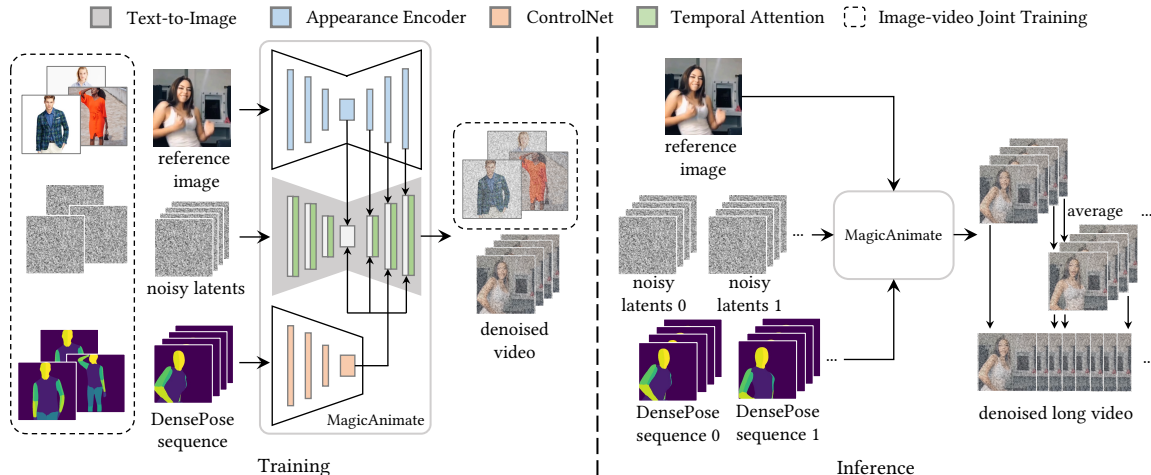 Text-to-Image
Appearance Encoder
ControlNet
Temporal Attention
Image-video Joint Training
reference
image
noisy latents
DensePose
sequence
MagicAnimate
denoised
video
Training
reference
image
noisy
latents 0
noisy
latents 1
...
DensePose
sequence 0
DensePose
sequence 1
...
MagicAnimate
average
...
...
denoised long video
Inference